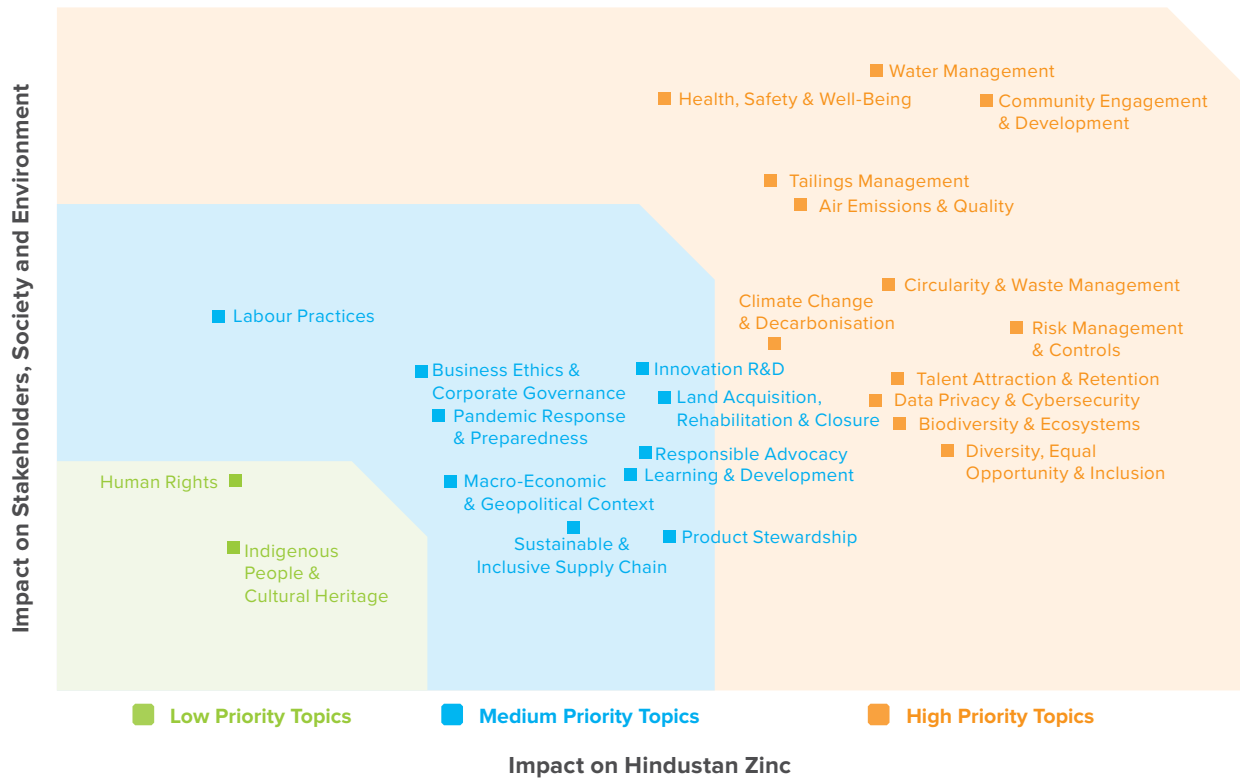 Impact on Stakeholders, Society and Environment
Water Management
Health, Safety & Well-Being
Community Engagement
& Development
Tailings Management
Air Emissions & Quality
Circularity & Waste Management
Climate Change
& Decarbonisation
Risk Management
& Controls
Labour Practices
Business Ethics &
Corporate Governance
Innovation R&D
Talent Attraction & Retention
Land Acquisition,
Rehabilitation & Closure
Data Privacy & Cybersecurity
Pandemic Response
& Preparedness
Biodiversity & Ecosystems
Responsible Advocacy
Diversity, Equal
Opportunity & Inclusion
Learning & Development
Human Rights
Macro-Economic
& Geopolitical Context
Sustainable &
Inclusive Supply Chain
Product Stewardship
Indigenous
People &
Cultural Heritage
Low Priority Topics
Medium Priority Topics
High Priority Topics
Impact on Hindustan Zinc